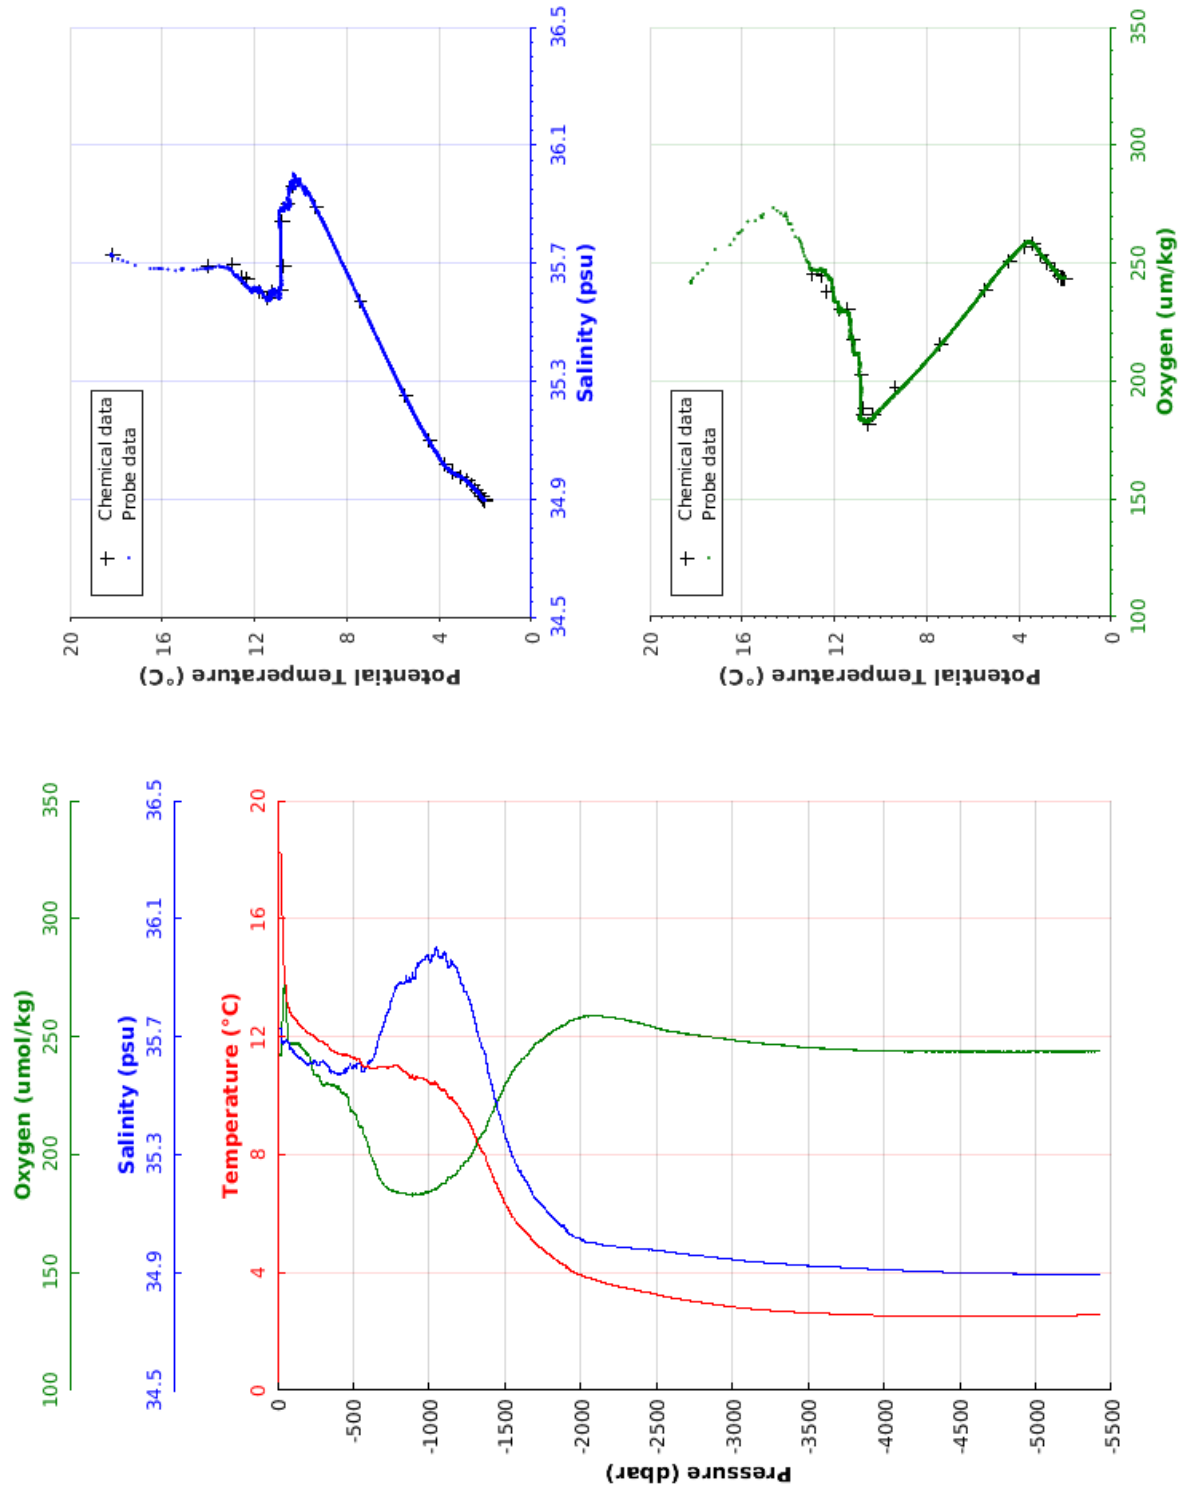 Oxygen (umol/kg)
100 150 200 250 300 350
Salinity (psu)
34.5 34.9 35.3 35.7 36.1 36.5
Temperature (°C)
0 4 8 12 16 20
0
-500
-1000
-1500
-2000
-2500
-3000
-3500
-4000
-4500
-5000
-5500
Pressure (dbar)
20
16
12
8
4
0
Potential Temperature (°C)
Chemical data
Probe data
34.5 34.9 35.3 35.7 36.1 36.5
Salinity (psu)
20
16
12
8
4
0
Potential Temperature (°C)
Chemical data
Probe data
100 150 200 250 300 350
Oxygen (um/kg)